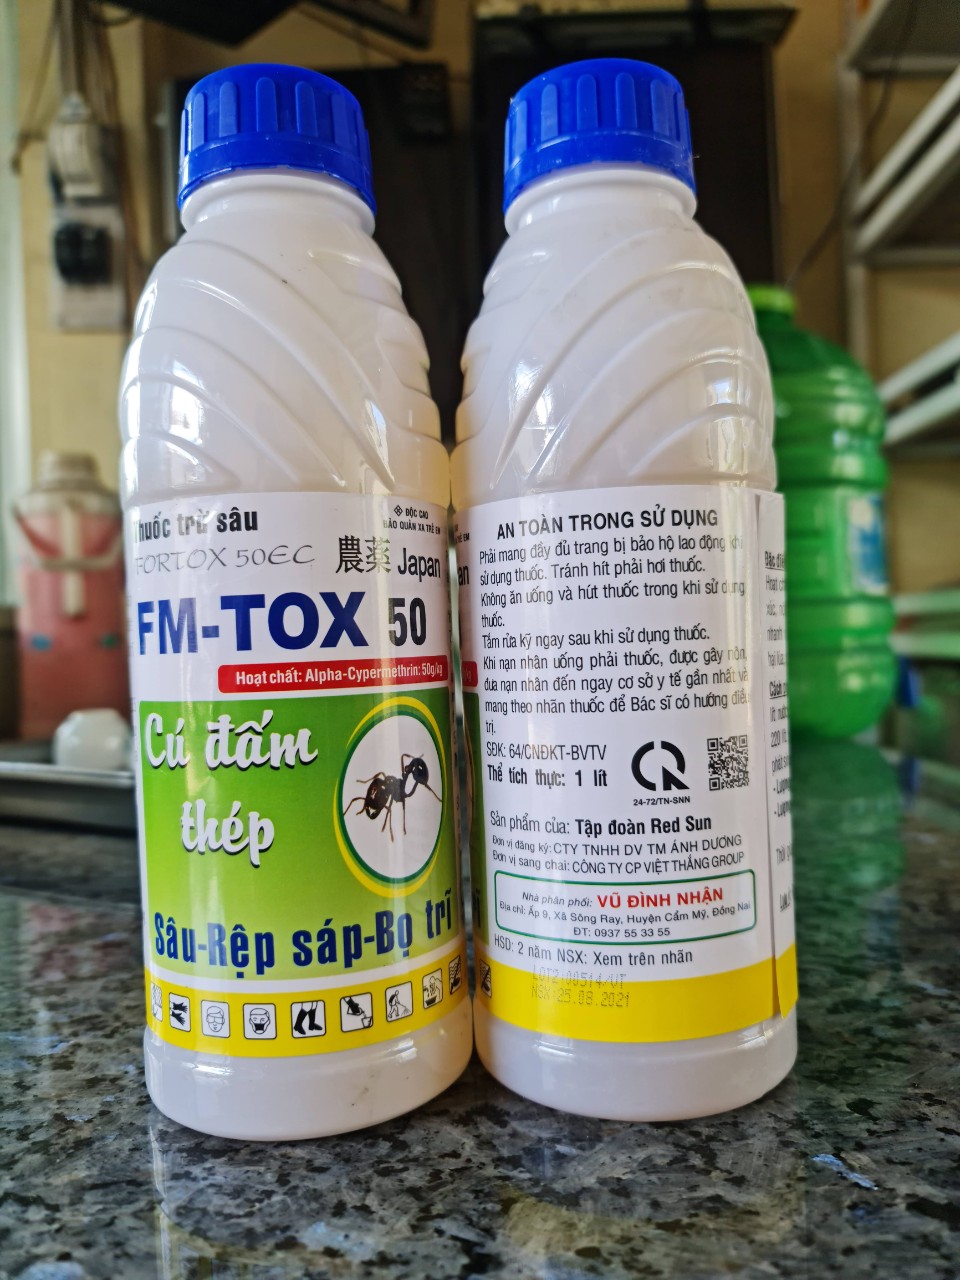 Thuốc trừ sâu
FORTOX 50EC
ĐỘC CAO
BẢO QUẢN XA TRẺ EM
農薬 Japan
FM-TOX 50
Hoạt chất: Alpha-Cypermethrin: 50g/kg
Cú đấm
thép
Sâu-Rệp sáp-Bọ trĩ
AN TOÀN TRONG SỬ DỤNG
Phải mang đầy đủ trang bị bảo hộ lao động khi
sử dụng thuốc. Tránh hít phải hơi thuốc.
Không ăn uống và hút thuốc trong khi sử dụng
thuốc.
Tắm rửa kỹ ngay sau khi sử dụng thuốc.
Khi nạn nhân uống phải thuốc, được gây nôn,
đưa nạn nhân đến ngay cơ sở y tế gần nhất và
mang theo nhãn thuốc để Bác sĩ có hướng điều
trị.
SĐK: 64/CNĐKT-BVTV
Thể tích thực: 1 lít
24-72/TN-SNN
Sản phẩm của: Tập đoàn Red Sun
Đơn vị đăng ký: CTY TNHH DV TM ÁNH DƯƠNG
Đơn vị sang chai: CÔNG TY CP VIỆT THẮNG GROUP
Nhà phân phối: VŨ ĐÌNH NHẬN
Địa chỉ: Ấp 9, Xã Sông Ray, Huyện Cẩm Mỹ, Đồng Nai
ĐT: 0937 55 33 55
HSD: 2 năm NSX: Xem trên nhãn
LOT2:00514/VT
NSX:25.08.2021